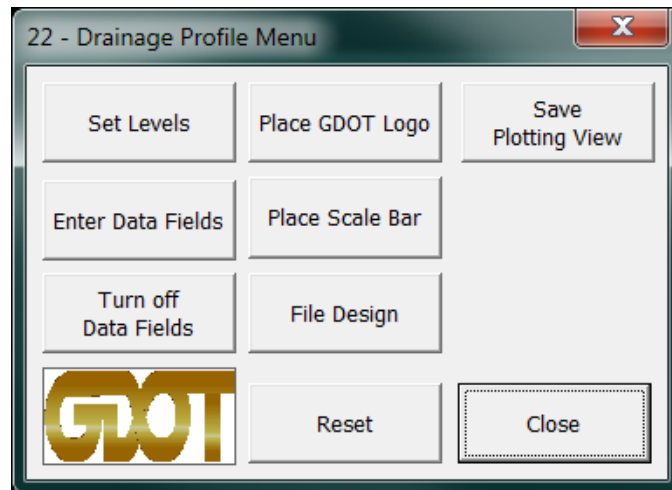 22 - Drainage Profile Menu
X
Set Levels
Place GDOT Logo
Save
Plotting View
Enter Data Fields
Place Scale Bar
Turn off
Data Fields
File Design
GDOT
Reset
Close